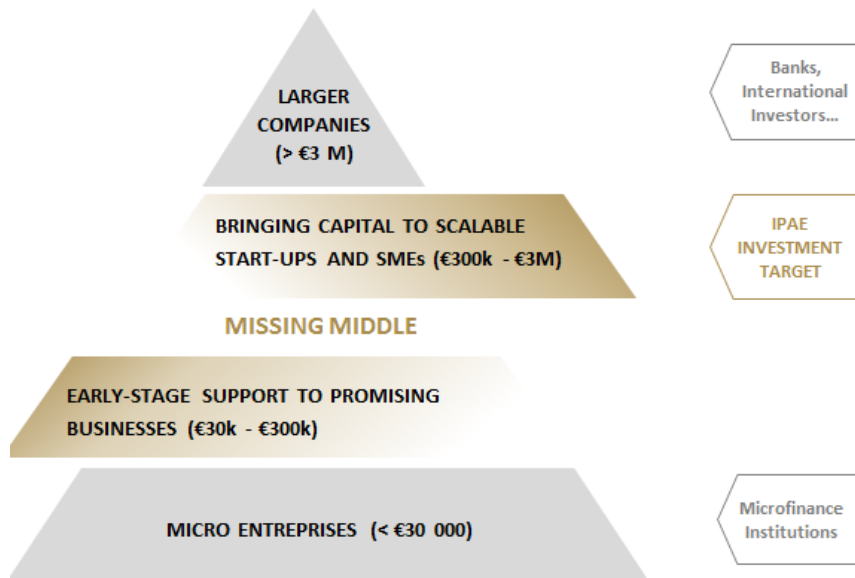 LARGER
COMPANIES
(> €3 M)
Banks,
International
Investors...
BRINGING CAPITAL TO SCALABLE
START-UPS AND SMEs (€300k - €3M)
IPAE
INVESTMENT
TARGET
MISSING MIDDLE
EARLY-STAGE SUPPORT TO PROMISING
BUSINESSES (€30k - €300k)
MICRO ENTREPRISES (< €30 000)
Microfinance
Institutions